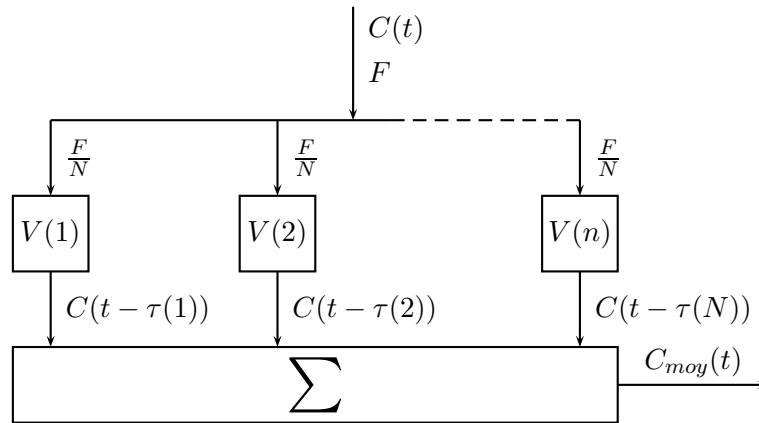 C(t)
F
F/N F/N F/N
V(1) V(2) V(n)
C(t − τ(1)) C(t − τ(2)) C(t − τ(N))
C_moy(t)
∑